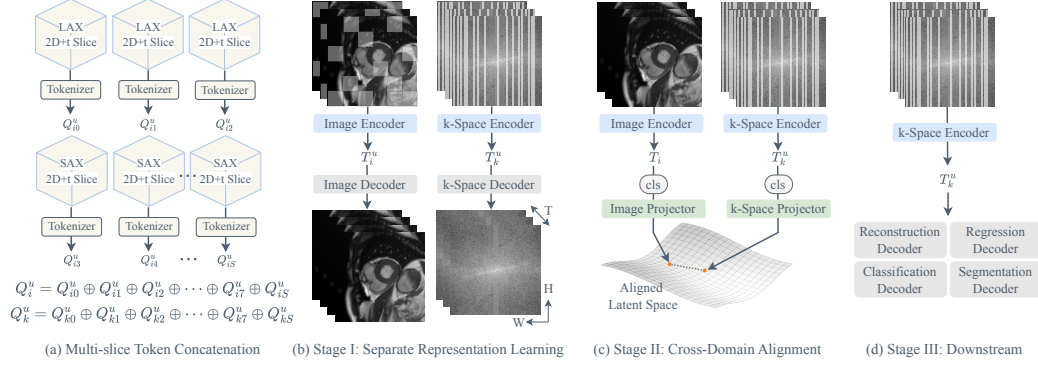 LAX
2D+t Slice
LAX
2D+t Slice
LAX
2D+t Slice
Tokenizer
Tokenizer
Tokenizer
Q^u_{i0}
Q^u_{i1}
Q^u_{i2}
SAX
2D+t Slice
SAX
2D+t Slice
SAX
2D+t Slice
...
Tokenizer
Tokenizer
Tokenizer
Q^u_{i3}
Q^u_{i4}
...
Q^u_{iS}
Q^u_i = Q^u_{i0} ⊕ Q^u_{i1} ⊕ Q^u_{i2} ⊕ ··· ⊕ Q^u_{i7} ⊕ Q^u_{iS}
Q^u_k = Q^u_{k0} ⊕ Q^u_{k1} ⊕ Q^u_{k2} ⊕ ··· ⊕ Q^u_{k7} ⊕ Q^u_{kS}
(a) Multi-slice Token Concatenation
Image Encoder
k-Space Encoder
T^u_i
T^u_k
Image Decoder
k-Space Decoder
T
H
W
(b) Stage I: Separate Representation Learning
Image Encoder
k-Space Encoder
T_i
T^u_k
cls
cls
Image Projector
k-Space Projector
Aligned
Latent Space
(c) Stage II: Cross-Domain Alignment
k-Space Encoder
T^u_k
Reconstruction
Decoder
Regression
Decoder
Classification
Decoder
Segmentation
Decoder
(d) Stage III: Downstream